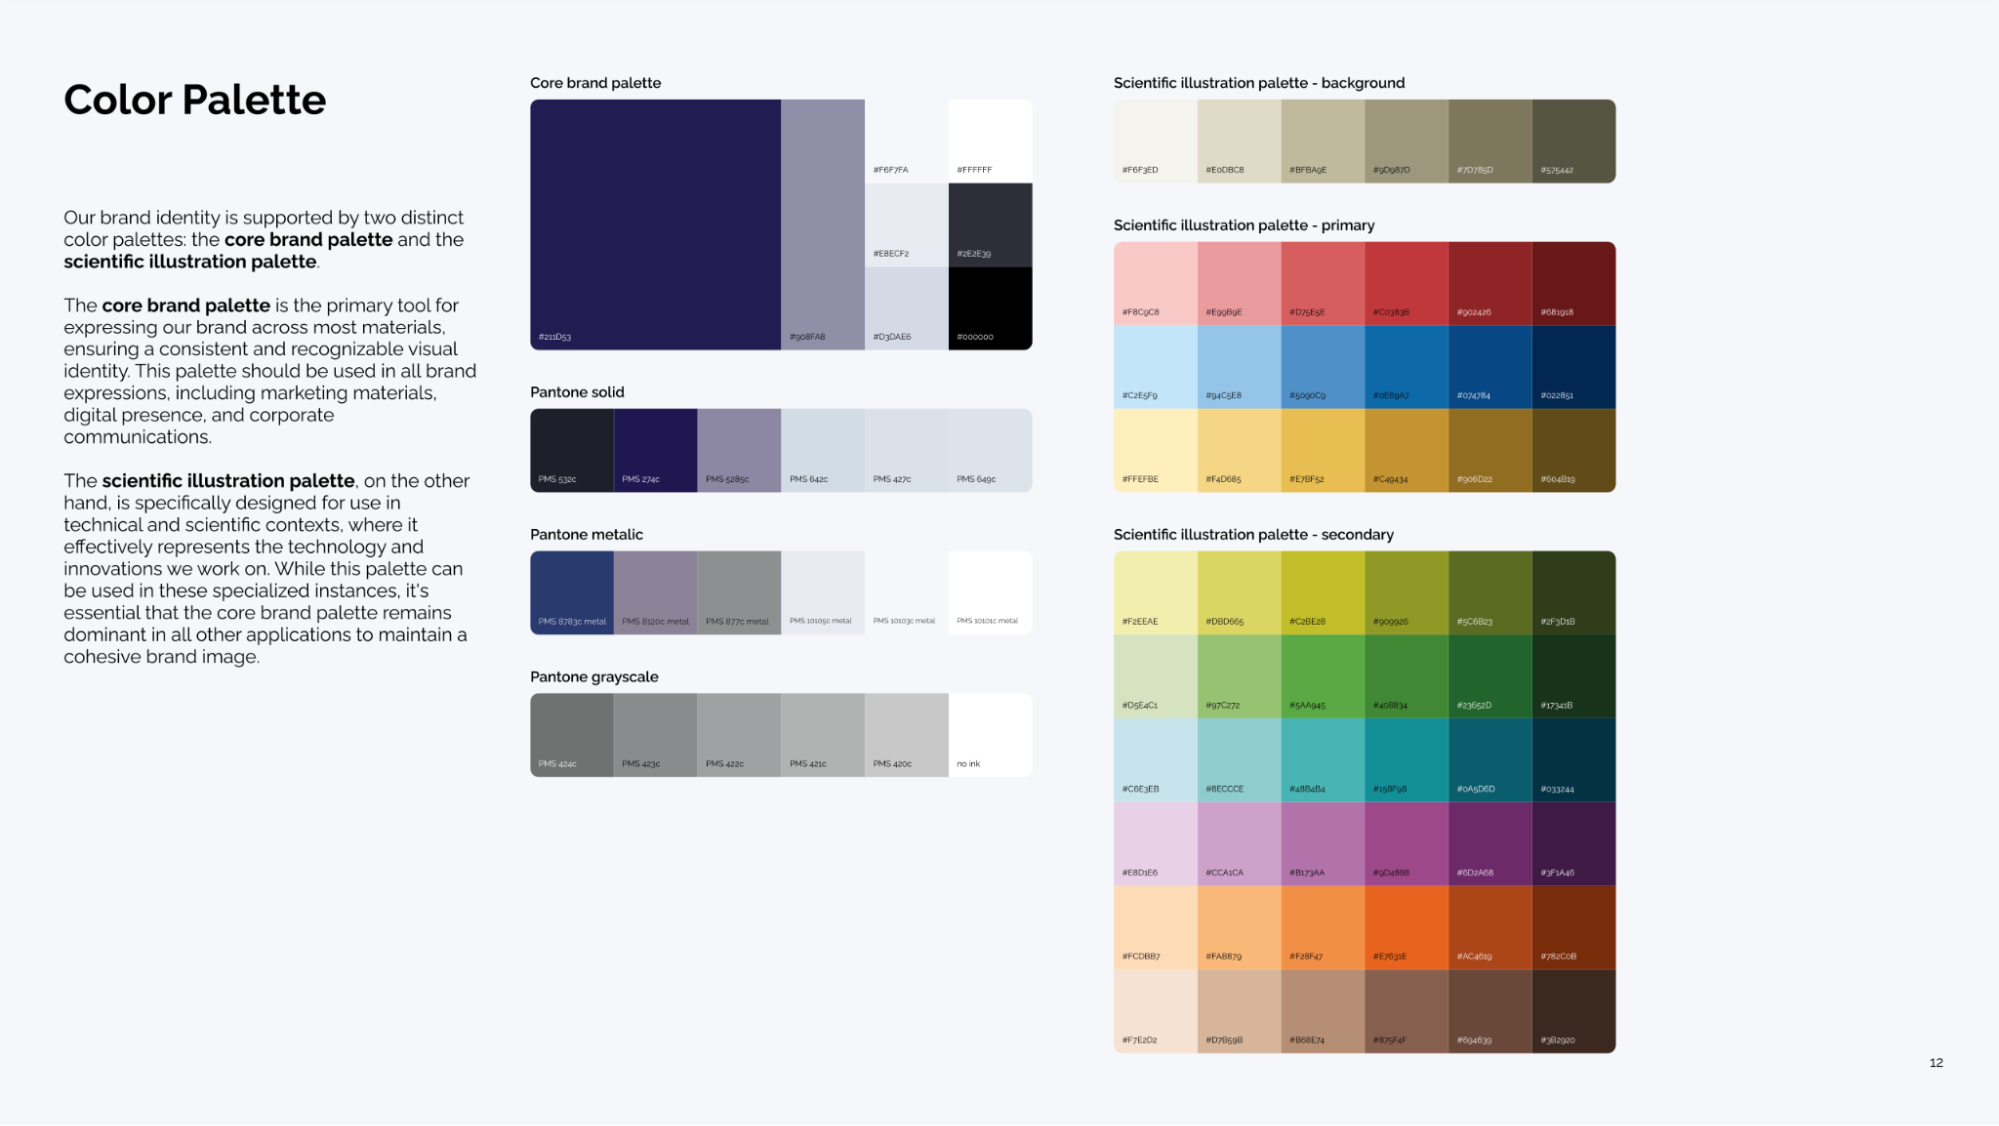 Color Palette
Our brand identity is supported by two distinct
color palettes: the core brand palette and the
scientific illustration palette.
The core brand palette is the primary tool for
expressing our brand across most materials,
ensuring a consistent and recognizable visual
identity. This palette should be used in all brand
expressions, including marketing materials,
digital presence, and corporate
communications.
The scientific illustration palette, on the other
hand, is specifically designed for use in
technical and scientific contexts, where it
effectively represents the technology and
innovations we work on. While this palette can
be used in these specialized instances, it's
essential that the core brand palette remains
dominant in all other applications to maintain a
cohesive brand image.
Core brand palette
#F6F7FA #FFFFFF
#E8ECF2 #2E2E39
#211D53 #908FA8 #D3DAE6 #000000
Pantone solid
PMS 532c PMS 274c PMS 5285c PMS 642c PMS 427c PMS 649c
Pantone metalic
PMS 8783c metal PMS 8120c metal PMS 877c metal PMS 10105c metal PMS 10103c metal PMS 10101c metal
Pantone grayscale
PMS 424c PMS 423c PMS 422c PMS 421c PMS 420c no ink
Scientific illustration palette - background
#F6F3ED #E0DBC8 #BFBA9E #9D987D #7D785D #575442
Scientific illustration palette - primary
#F8C9C8 #E99B9E #D75E5E #C0383B #902426 #681918
#C2E5F9 #94C5E8 #5090C9 #0E69A7 #074784 #022851
#FFEFBE #F4D685 #E7BF52 #C49434 #906D22 #604B19
Scientific illustration palette - secondary
#F2EEAE #DBD665 #C2BE28 #909926 #5C6B23 #2F3D1B
#D5E4C1 #97C272 #5AA945 #408834 #23652D #17341B
#C6E3EB #8ECCCE #48B4B4 #158F98 #0A5D6D #033244
#E8D1E6 #CCA1CA #B173AA #9D4888 #6D2A68 #3F1A46
#FCDBB7 #FAB879 #F28F47 #E7631E #AC4619 #782C0B
#F7E2D2 #D7B59B #B68E74 #875F4F #694639 #3B2920
12